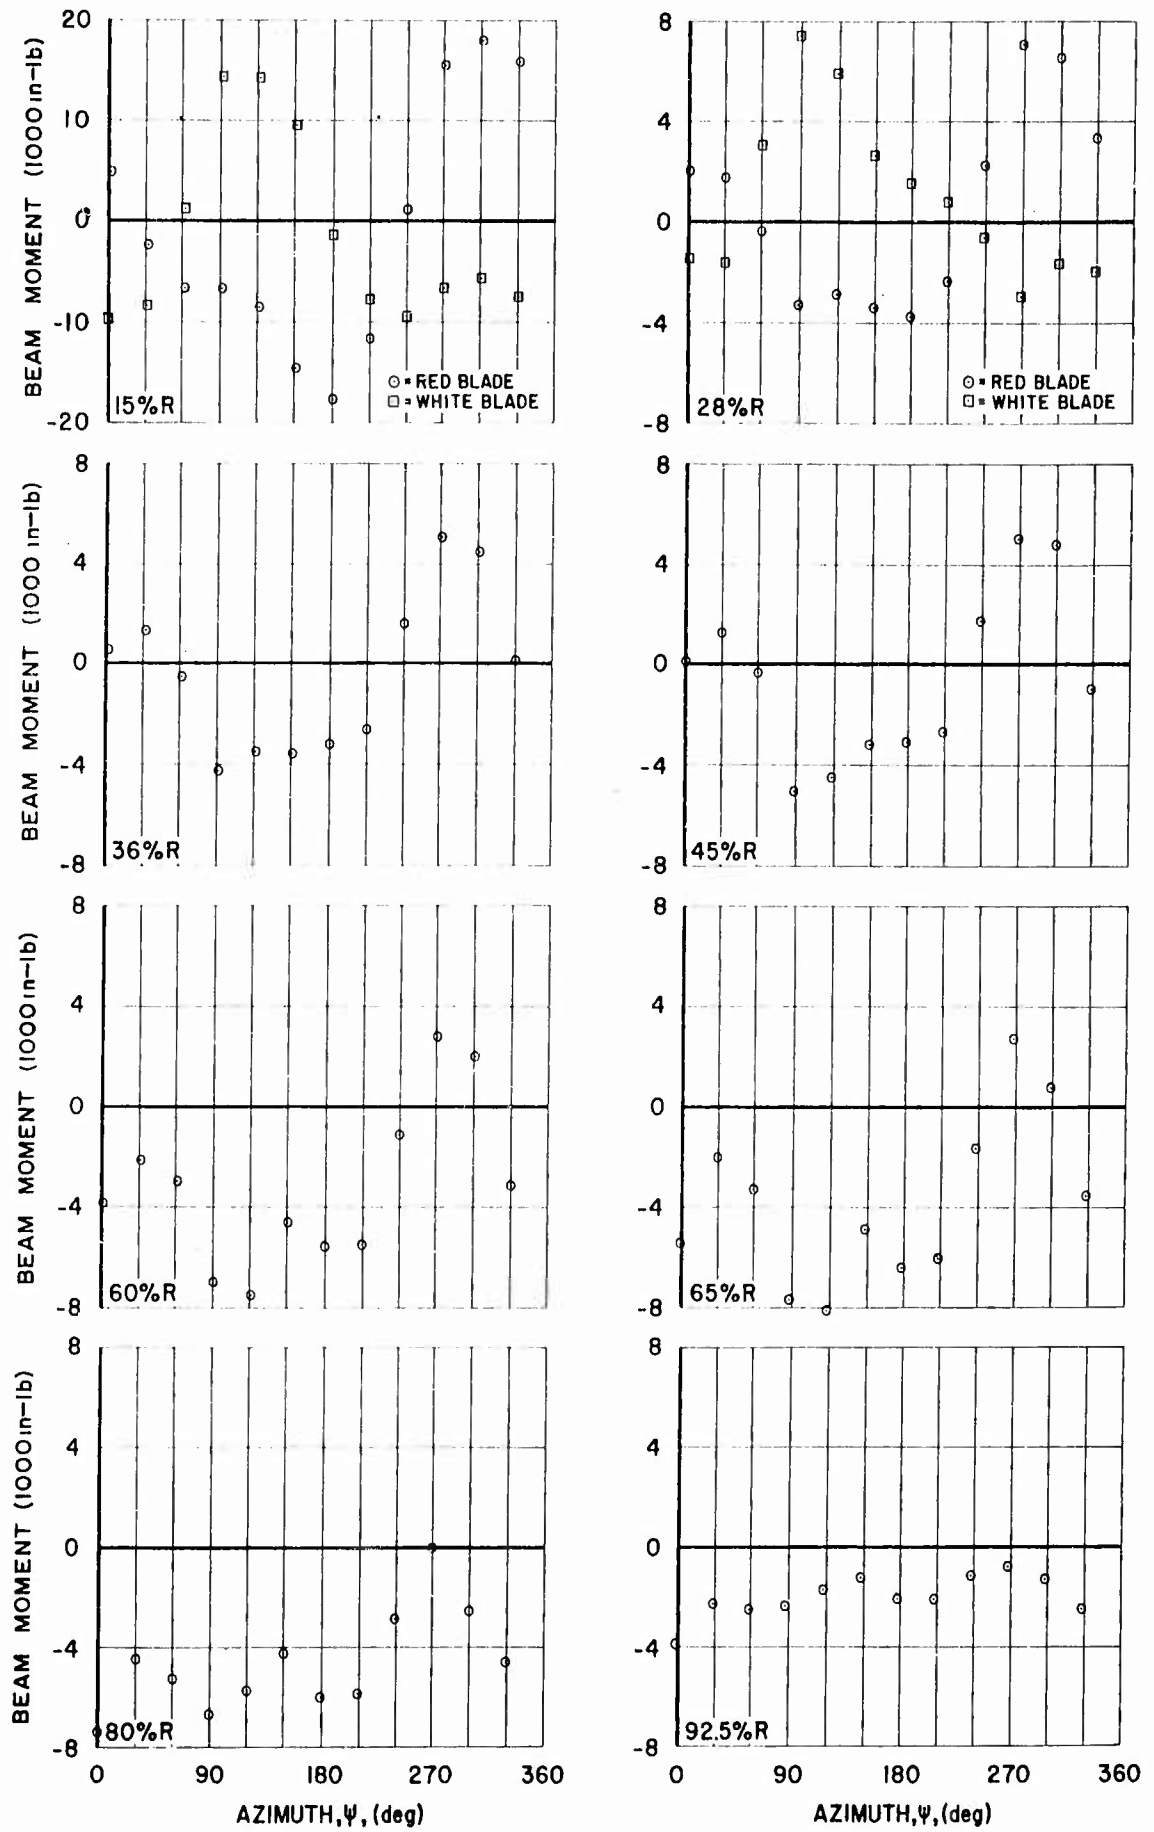 BEAM MOMENT (1000 in-lb)
20
10
0
-10
-20
15%R
⊙ = RED BLADE
⊡ = WHITE BLADE
8
4
0
-4
-8
28%R
⊙ = RED BLADE
⊡ = WHITE BLADE
BEAM MOMENT (1000 in-lb)
8
4
0
-4
-8
36%R
8
4
0
-4
-8
45%R
BEAM MOMENT (1000 in-lb)
8
4
0
-4
-8
60%R
8
4
0
-4
-8
65%R
BEAM MOMENT (1000 in-lb)
8
4
0
-4
-8
80%R
0 90 180 270 360
AZIMUTH, Ψ, (deg)
8
4
0
-4
-8
92.5%R
0 90 180 270 360
AZIMUTH, Ψ, (deg)